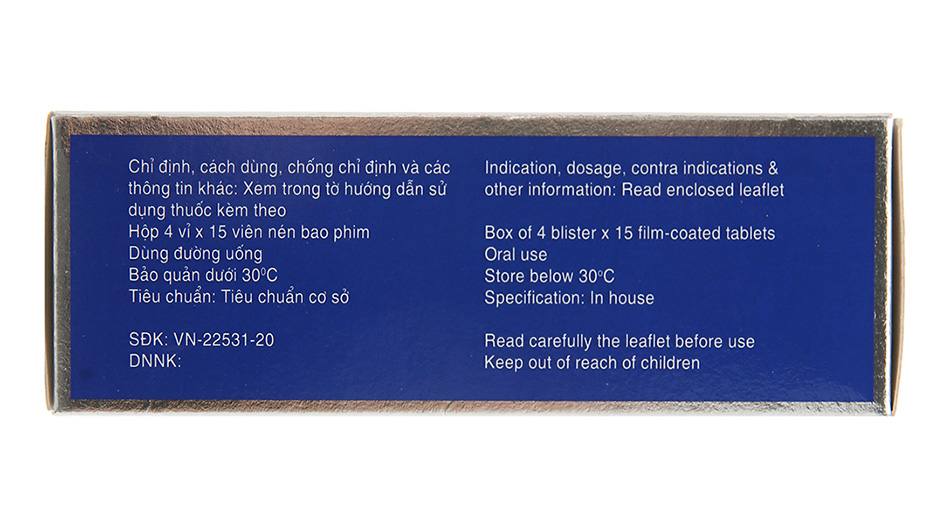 Chỉ định, cách dùng, chống chỉ định và các
thông tin khác: Xem trong tờ hướng dẫn sử
dụng thuốc kèm theo
Hộp 4 vỉ x 15 viên nén bao phim
Dùng đường uống
Bảo quản dưới 30⁰C
Tiêu chuẩn: Tiêu chuẩn cơ sở
SĐK: VN-22531-20
DNNK:
Indication, dosage, contra indications &
other information: Read enclosed leaflet
Box of 4 blister x 15 film-coated tablets
Oral use
Store below 30°C
Specification: In house
Read carefully the leaflet before use
Keep out of reach of children